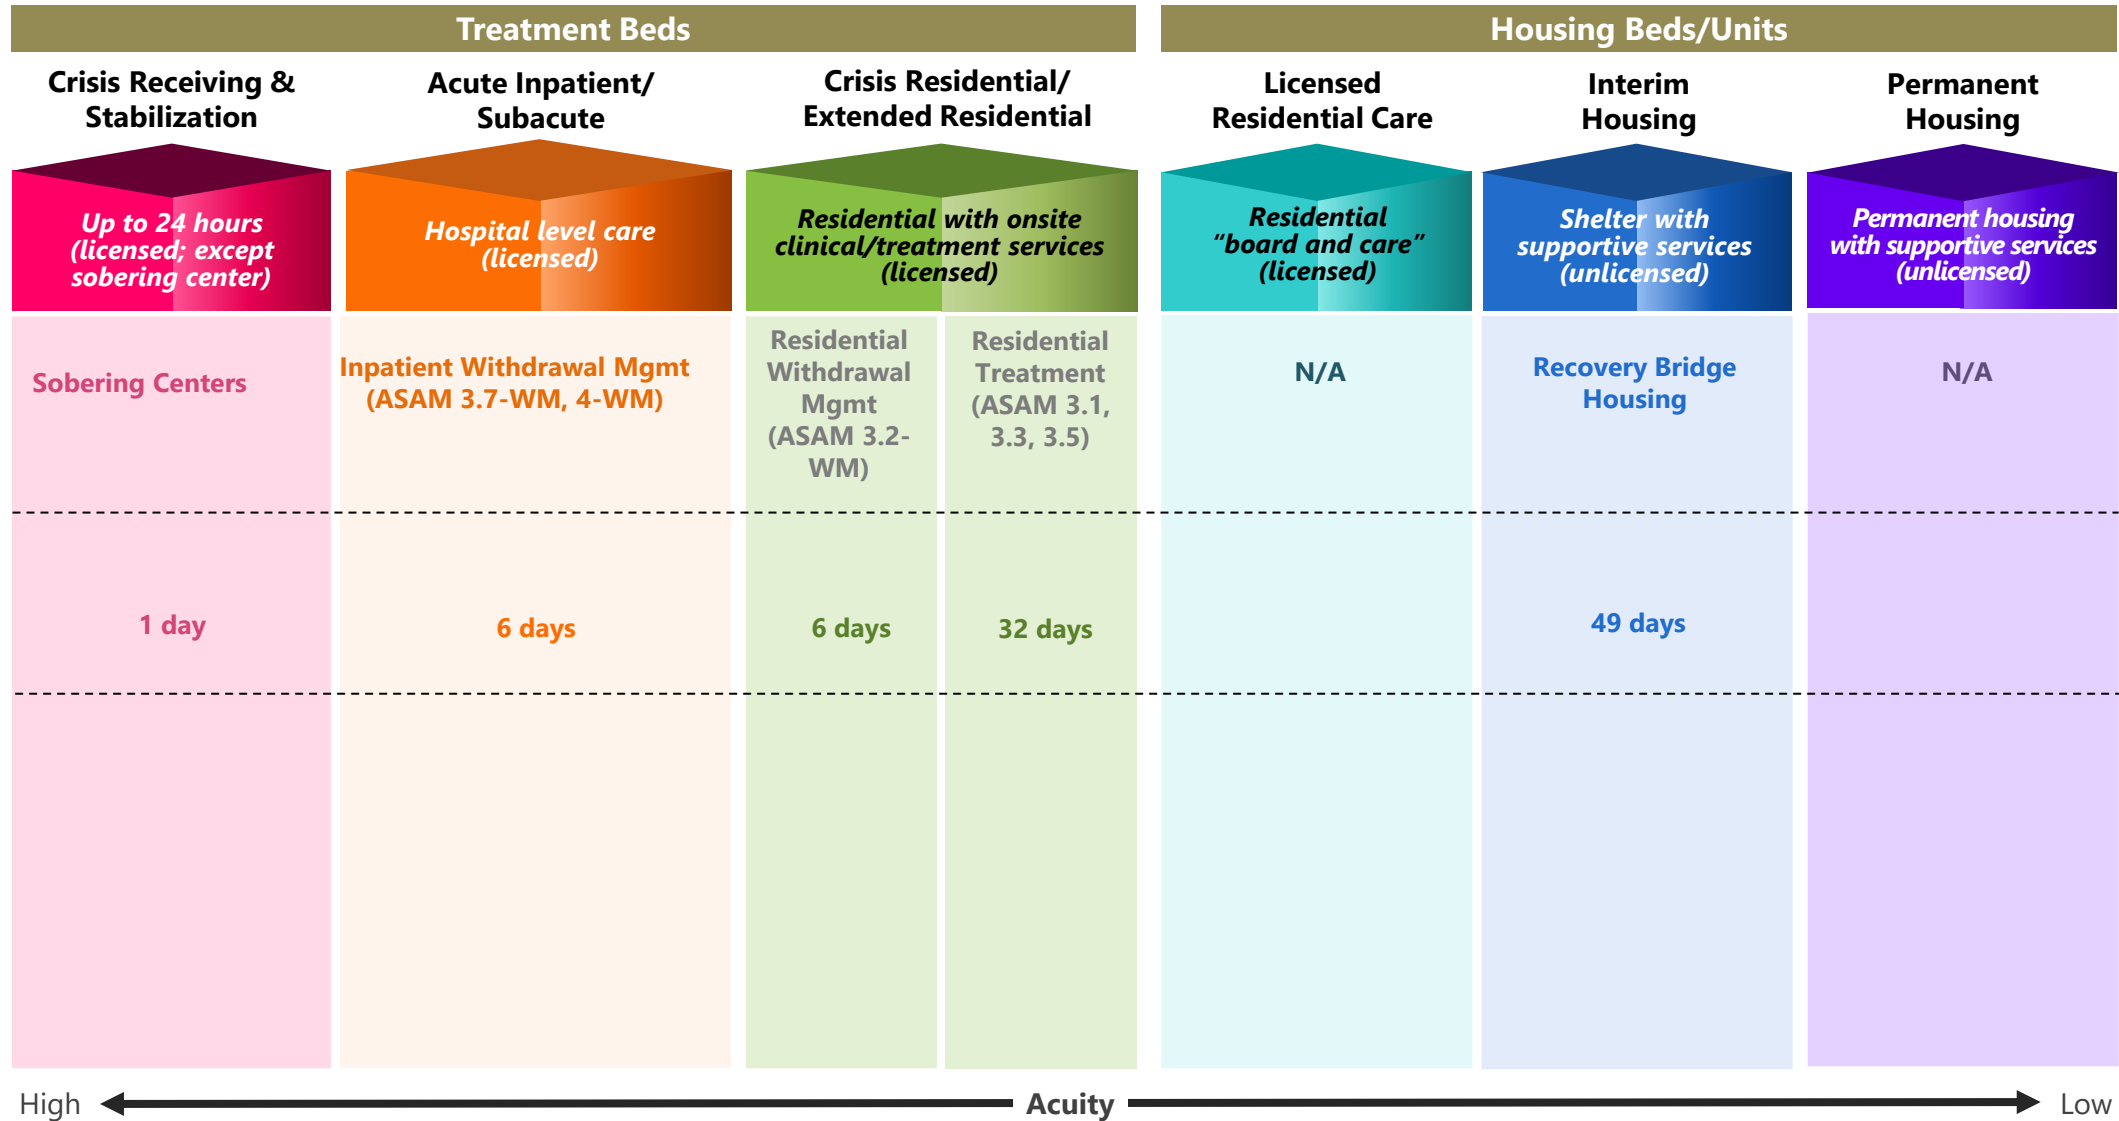 Treatment Beds
Housing Beds/Units
Crisis Receiving &
Stabilization
Acute Inpatient/
Subacute
Crisis Residential/
Extended Residential
Licensed
Residential Care
Interim
Housing
Permanent
Housing
Up to 24 hours
(licensed; except
sobering center)
Hospital level care
(licensed)
Residential with onsite
clinical/treatment services
(licensed)
Residential
“board and care”
(licensed)
Shelter with
supportive services
(unlicensed)
Permanent housing
with supportive services
(unlicensed)
Sobering Centers
Inpatient Withdrawal Mgmt
(ASAM 3.7-WM, 4-WM)
Residential
Withdrawal
Mgmt
(ASAM 3.2-
WM)
Residential
Treatment
(ASAM 3.1,
3.3, 3.5)
N/A
Recovery Bridge
Housing
N/A
1 day
6 days
6 days
32 days
49 days
High
Acuity
Low